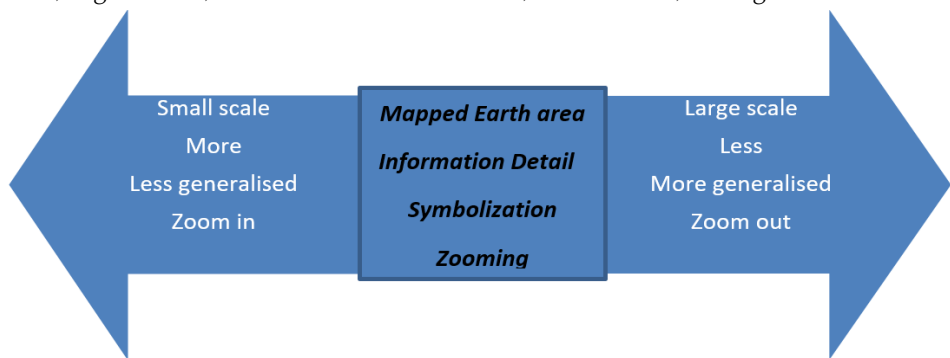 Small scale
More
Less generalised
Zoom in
Mapped Earth area
Information Detail
Symbolization
Zooming
Large scale
Less
More generalised
Zoom out